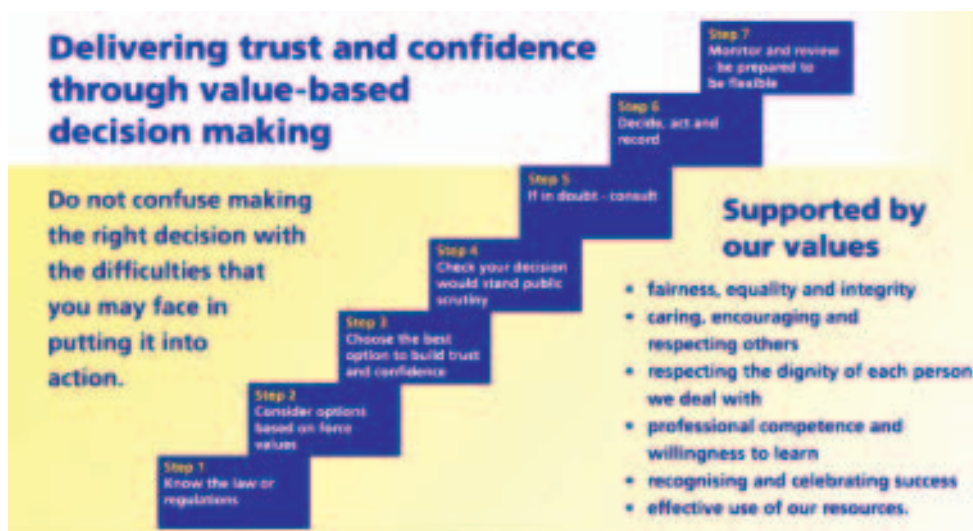 Delivering trust and confidence
through value-based
decision making
Do not confuse making
the right decision with
the difficulties that
you may face in
putting it into
action.
Step 1
Know the law or
regulations
Step 2
Consider options
based on force
values
Step 3
Choose the best
option to build trust
and confidence
Step 4
Check your decision
would stand public
scrutiny
Step 5
If in doubt - consult
Step 6
Decide, act and
record
Step 7
Monitor and review
- be prepared to
be flexible
Supported by
our values
• fairness, equality and integrity
• caring, encouraging and
respecting others
• respecting the dignity of each person
we deal with
• professional competence and
willingness to learn
• recognising and celebrating success
• effective use of our resources.